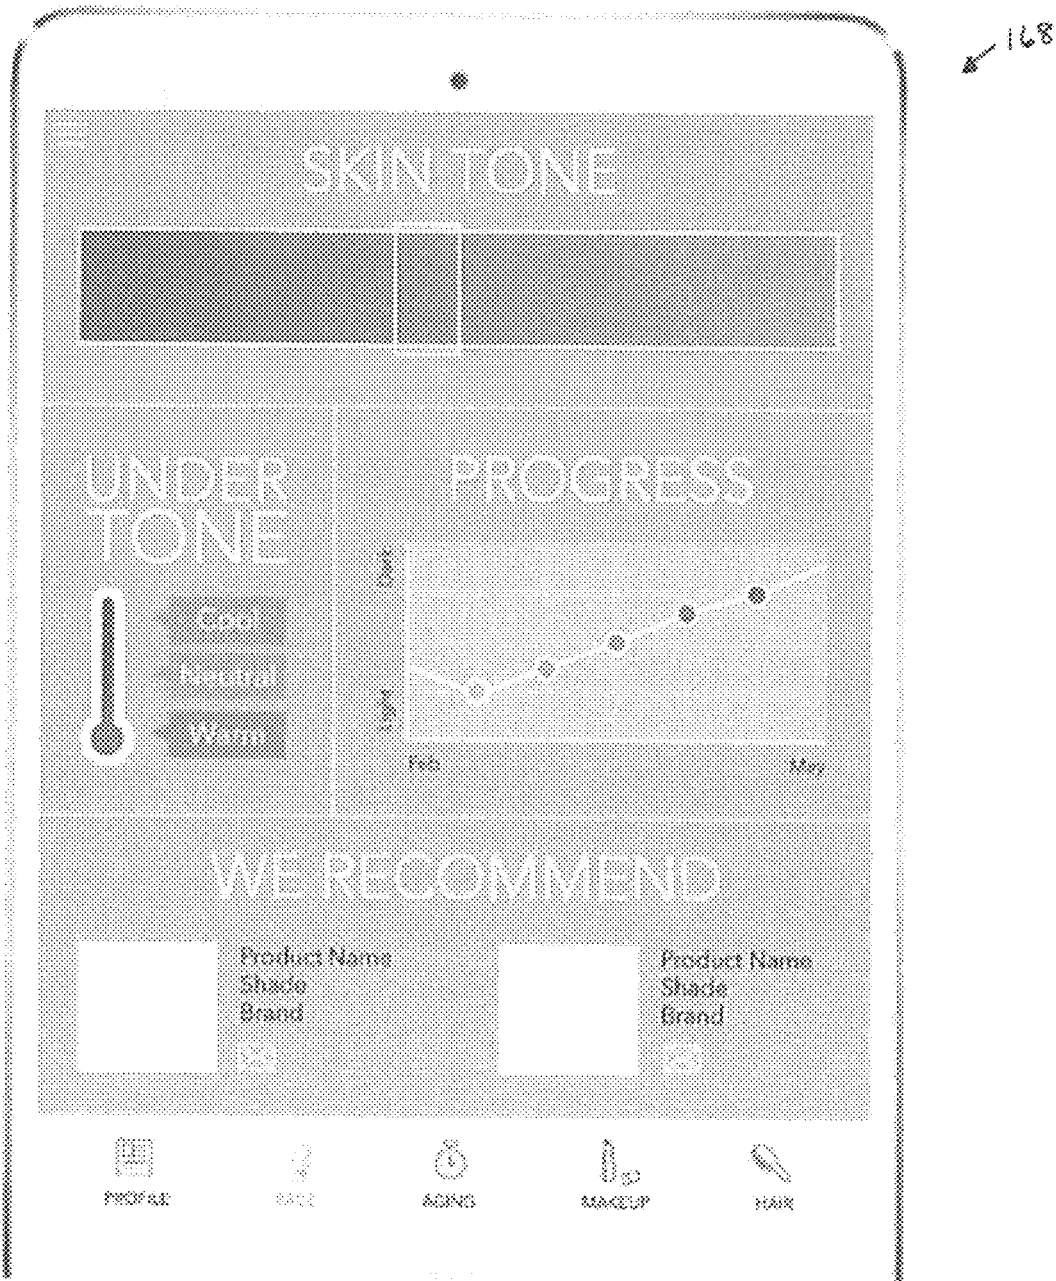 168
SKIN TONE
UNDER
TONE
Cool
Neutral
Warm
PROGRESS
Dark
Light
Feb
May
WE RECOMMEND
Product Name
Shade
Brand
Product Name
Shade
Brand
PROFILE
AGING
MAKEUP
HAIR